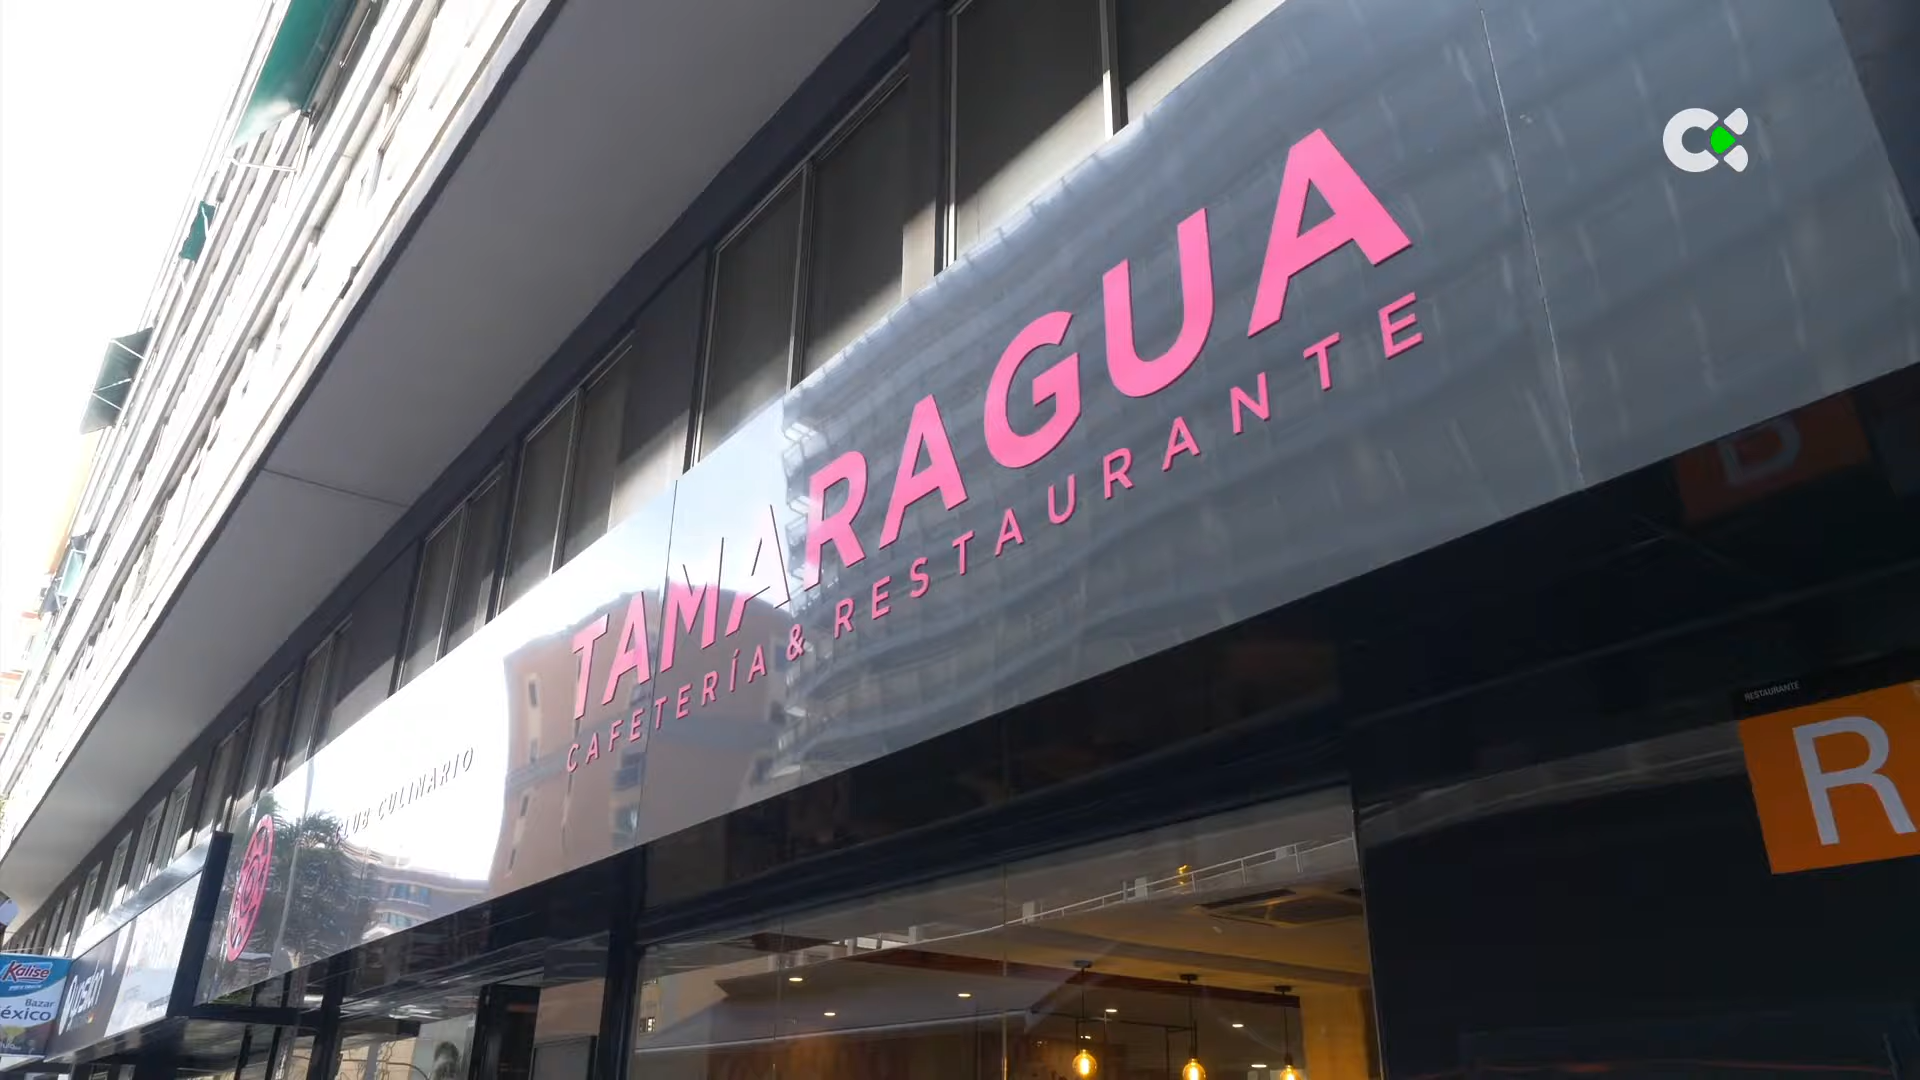 TAMARAGUA
CAFETERÍA & RESTAURANTE
CLUB CULINARIO
RESTAURANTE
R
B
Kalise
Bazar
éxico